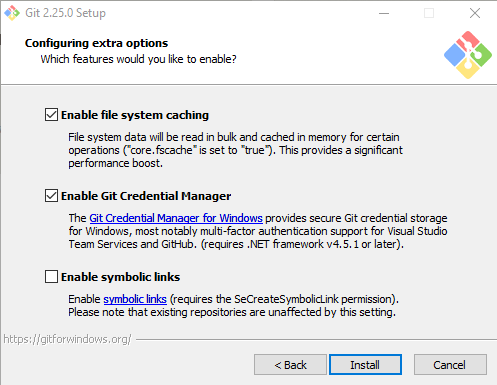 Git 2.25.0 Setup
Configuring extra options
Which features would you like to enable?
Enable file system caching
File system data will be read in bulk and cached in memory for certain
operations ("core.fscache" is set to "true"). This provides a significant
performance boost.
Enable Git Credential Manager
The Git Credential Manager for Windows provides secure Git credential storage
for Windows, most notably multi-factor authentication support for Visual Studio
Team Services and GitHub. (requires .NET framework v4.5.1 or later).
Enable symbolic links
Enable symbolic links (requires the SeCreateSymbolicLink permission).
Please note that existing repositories are unaffected by this setting.
https://gitforwindows.org/
< Back Install Cancel